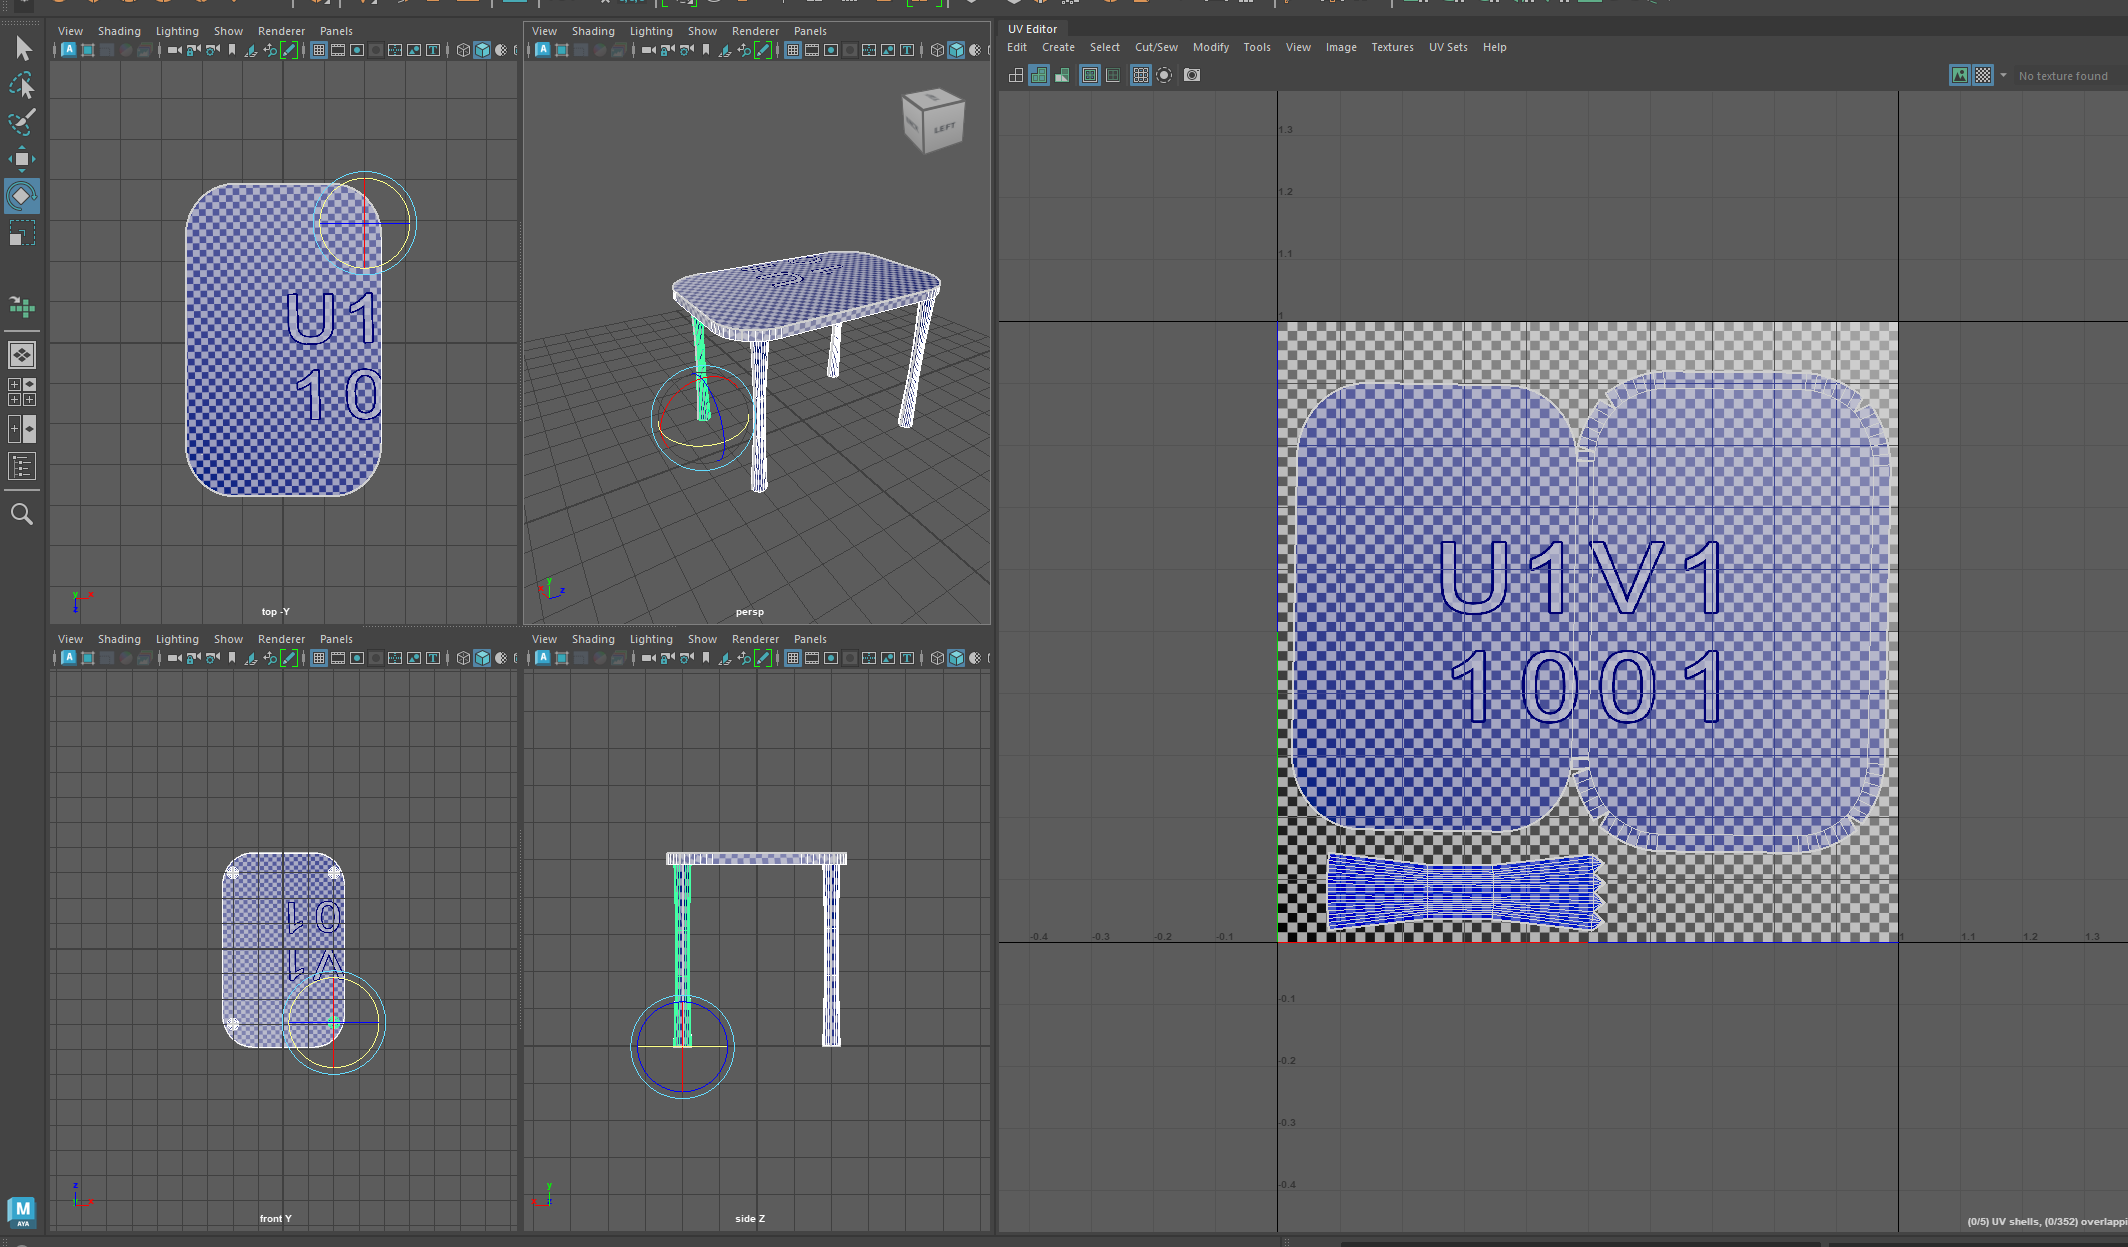 View Shading Lighting Show Renderer Panels
View Shading Lighting Show Renderer Panels
UV Editor
Edit Create Select Cut/Sew Modify Tools View Image Textures UV Sets Help
No texture found
LEFT
U1
10
top -Y
persp
View Shading Lighting Show Renderer Panels
View Shading Lighting Show Renderer Panels
front Y
side Z
1.3
1.2
1.1
1
U1V1
1001
-0.4 -0.3 -0.2 -0.1 1 1.1 1.2 1.3
-0.1
-0.2
-0.3
-0.4
(0/5) UV shells, (0/352) overlappi
M
AYA